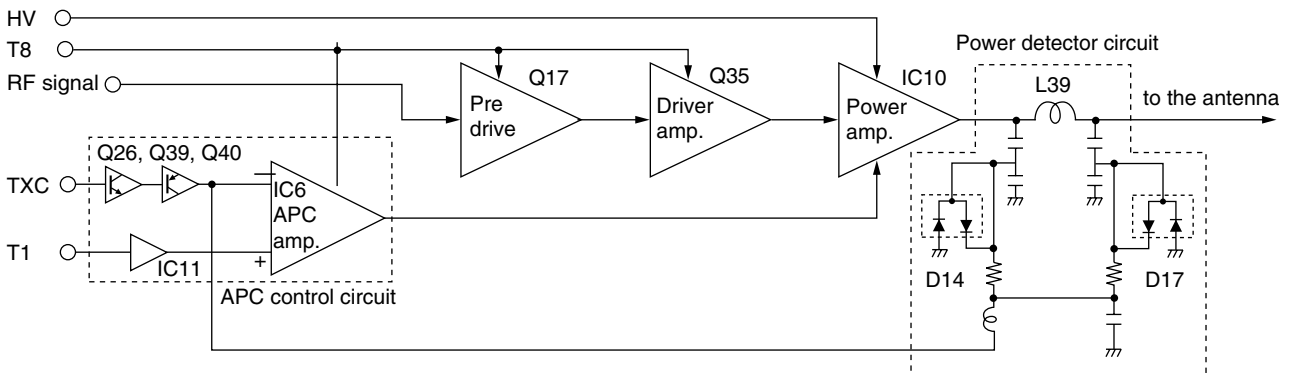 HV
T8
RF signal
Power detector circuit
Q17
Q35
IC10
L39
to the antenna
Pre
drive
Driver
amp.
Power
amp.
Q26, Q39, Q40
TXC
–
IC6
APC
amp.
T1
IC11
+
D14
D17
APC control circuit